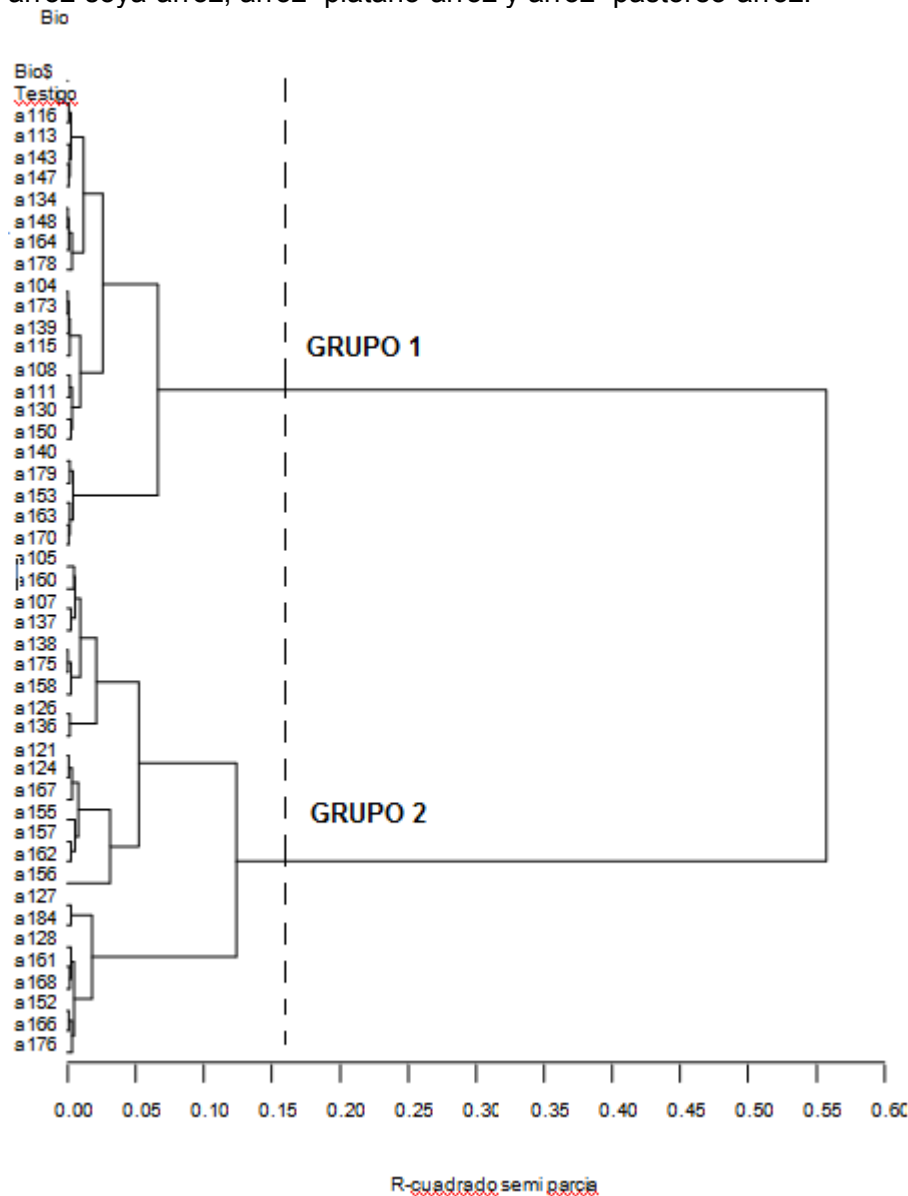 arroz-soya-arroz, arroz- plátano-arroz y arroz- pastoreo-arroz.
Bio
Bio$
Testigo
a116
a113
a143
a147
a134
a148
a164
a178
a104
a173
a139
a115
a108
a111
a130
a150
a140
a179
a153
a163
a170
a105
a160
a107
a137
a138
a175
a158
a126
a136
a121
a124
a167
a155
a157
a162
a156
a127
a184
a128
a161
a168
a152
a166
a176
GRUPO 1
GRUPO 2
0.00 0.05 0.10 0.15 0.20 0.25 0.30 0.35 0.40 0.45 0.50 0.55 0.60
R-cuadrado semi parcia